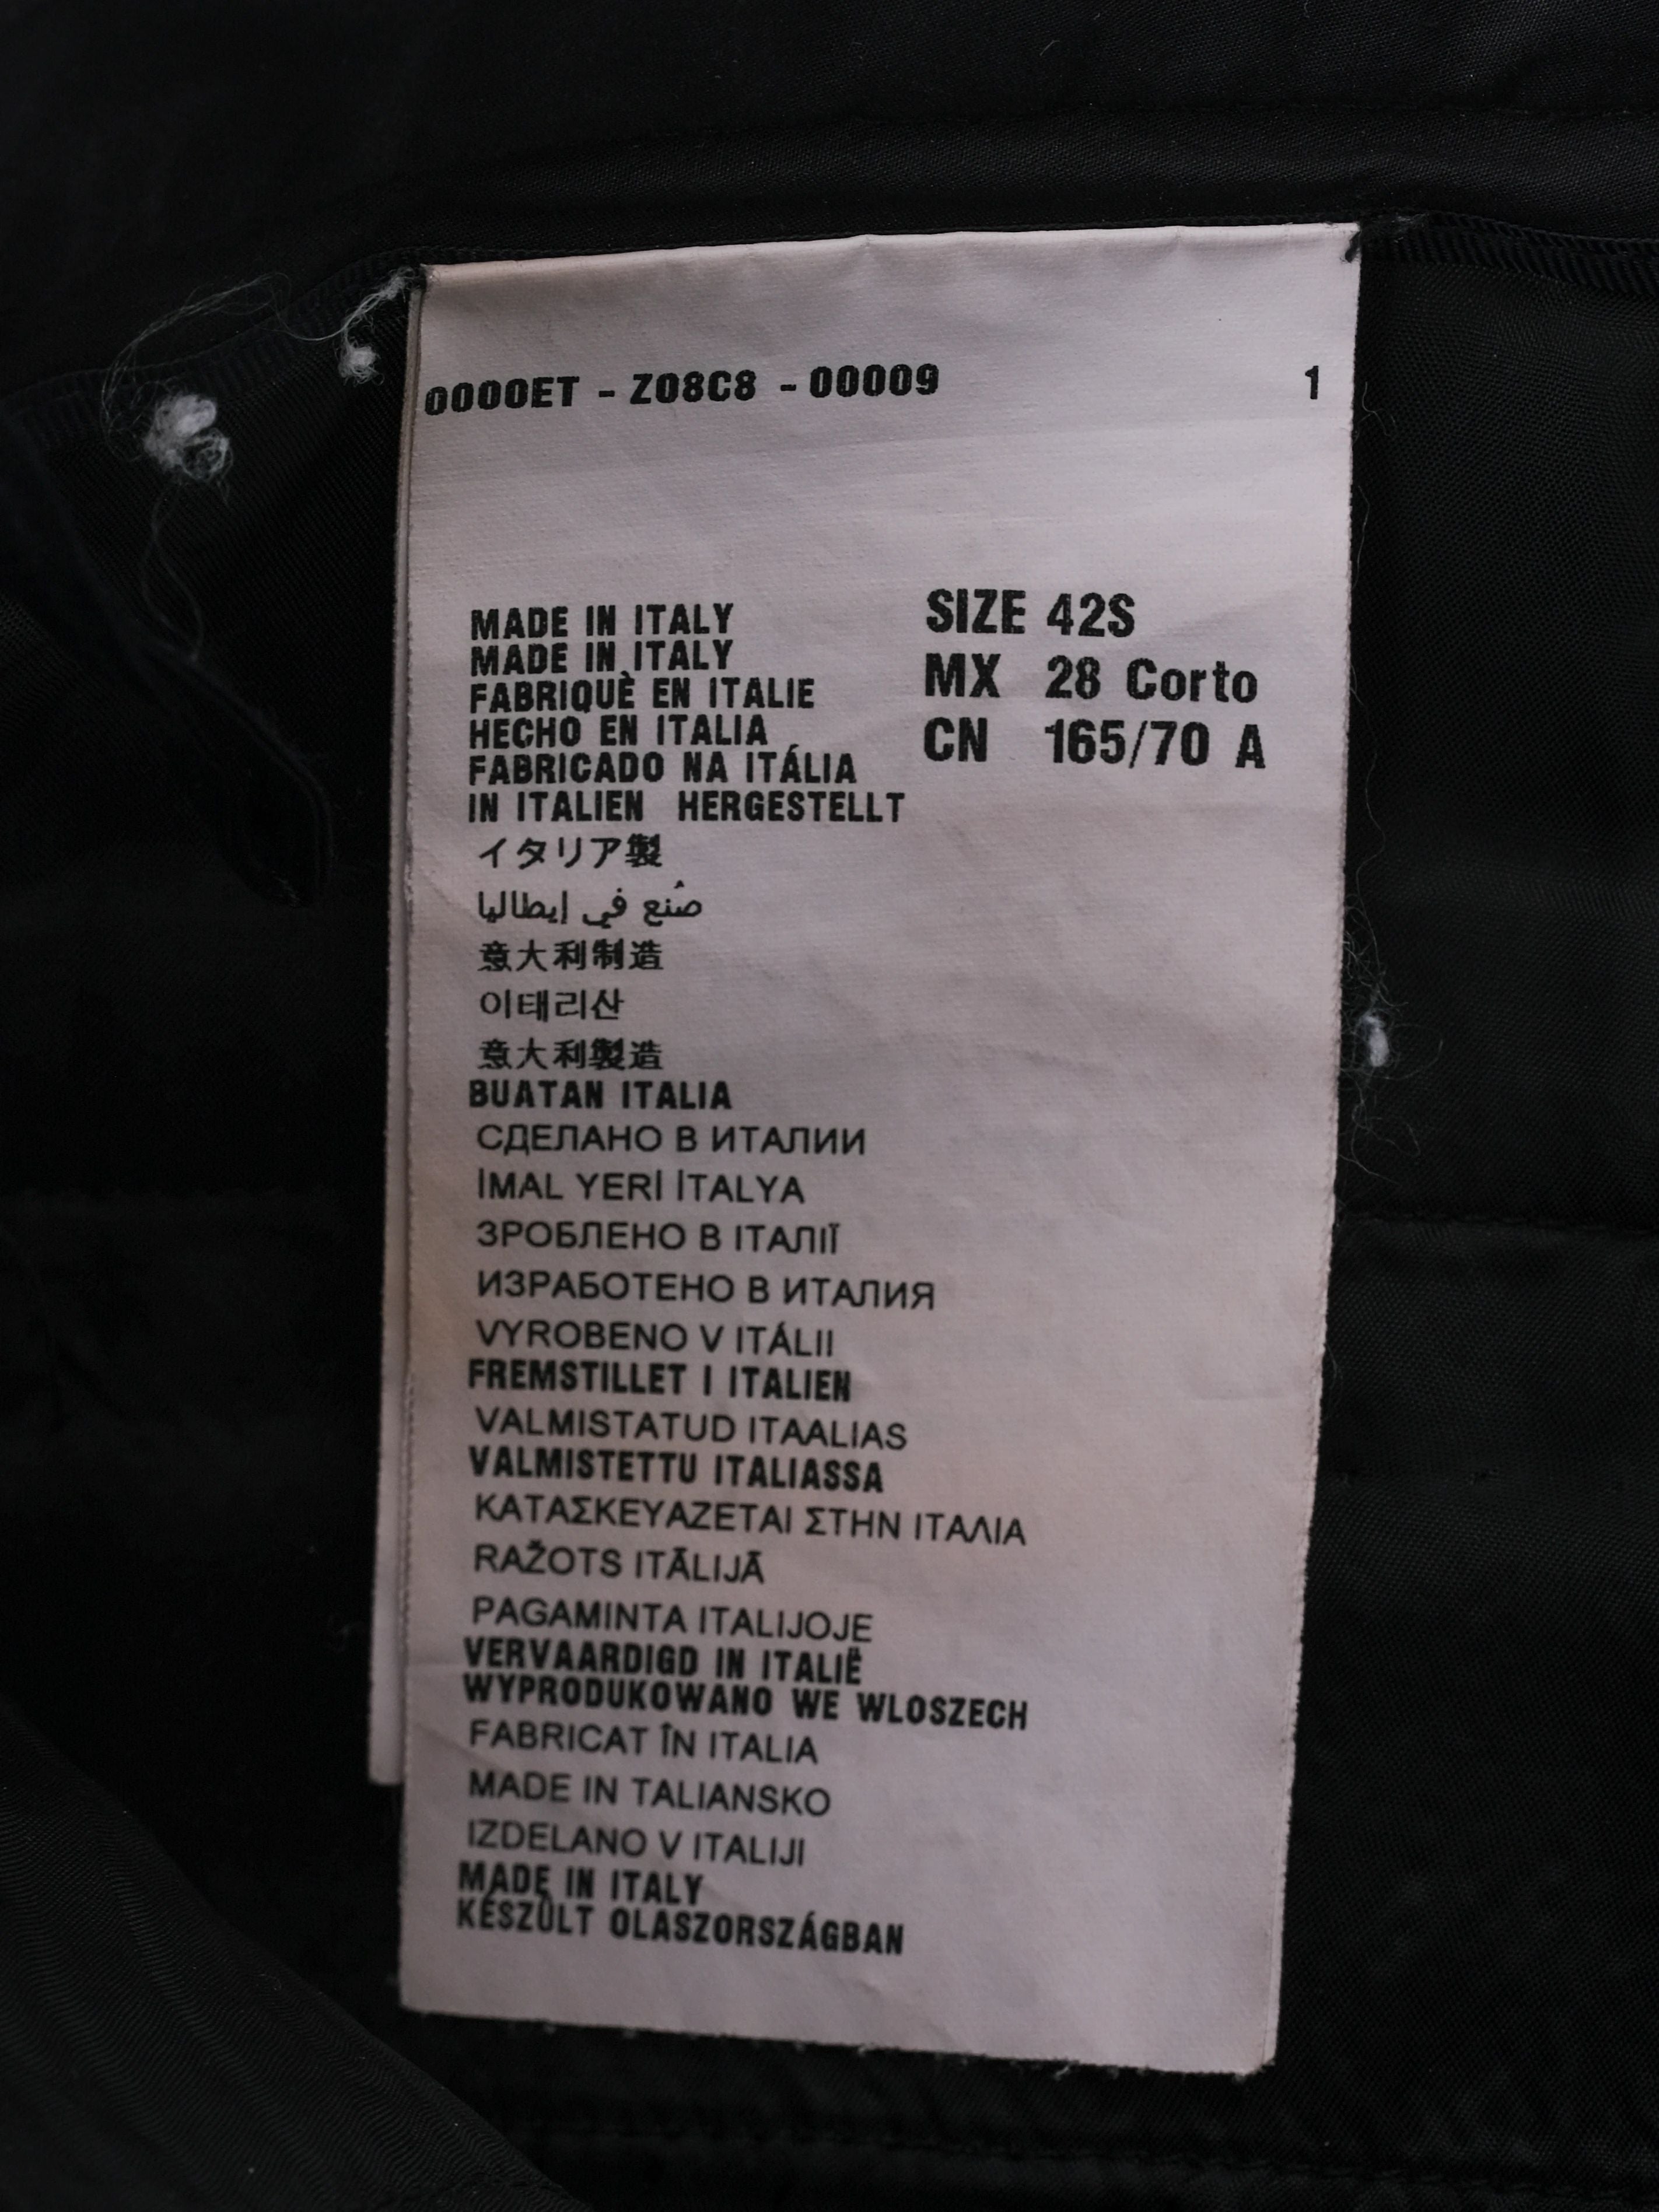 0000ET - Z08C8 - 00009 1
SIZE 42S
MX 28 Corto
CN 165/70 A
MADE IN ITALY
MADE IN ITALY
FABRIQUÈ EN ITALIE
HECHO EN ITALIA
FABRICADO NA ITÁLIA
IN ITALIEN HERGESTELLT
イタリア製
صُنع في إيطاليا
意大利制造
이태리산
意大利製造
BUATAN ITALIA
СДЕЛАНО В ИТАЛИИ
İMAL YERİ İTALYA
ЗРОБЛЕНО В ІТАЛІЇ
ИЗРАБОТЕНО В ИТАЛИЯ
VYROBENO V ITÁLII
FREMSTILLET I ITALIEN
VALMISTATUD ITAALIAS
VALMISTETTU ITALIASSA
ΚΑΤΑΣΚΕΥΑΖΕΤΑΙ ΣΤΗΝ ΙΤΑΛΙΑ
RAŽOTS ITĀLIJĀ
PAGAMINTA ITALIJOJE
VERVAARDIGD IN ITALIË
WYPRODUKOWANO WE WLOSZECH
FABRICAT ÎN ITALIA
MADE IN TALIANSKO
IZDELANO V ITALIJI
MADE IN ITALY
KÉSZÛLT OLASZORSZÁGBAN